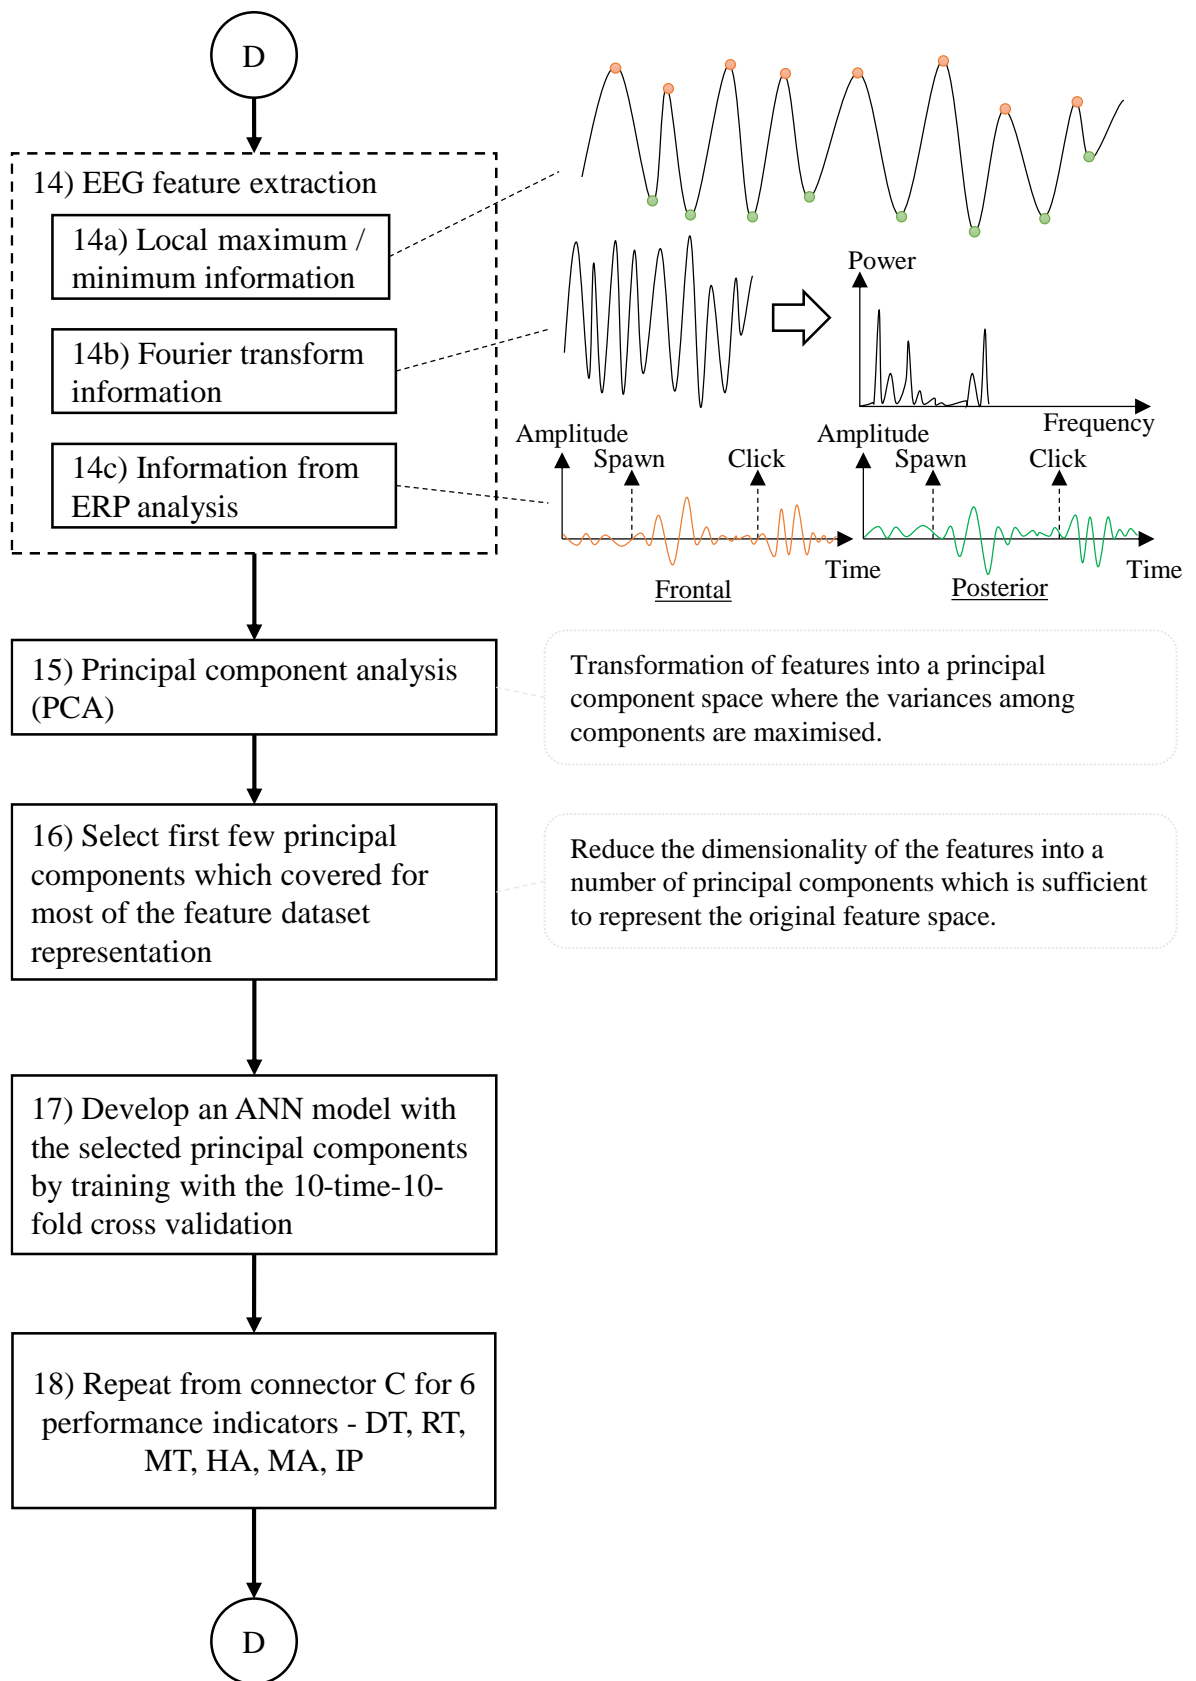 D
14) EEG feature extraction
14a) Local maximum /
minimum information
14b) Fourier transform
information
14c) Information from
ERP analysis
Power
Frequency
Amplitude
Spawn
Click
Time
Frontal
Amplitude
Spawn
Click
Time
Posterior
15) Principal component analysis
(PCA)
Transformation of features into a principal
component space where the variances among
components are maximised.
16) Select first few principal
components which covered for
most of the feature dataset
representation
Reduce the dimensionality of the features into a
number of principal components which is sufficient
to represent the original feature space.
17) Develop an ANN model with
the selected principal components
by training with the 10-time-10-
fold cross validation
18) Repeat from connector C for 6
performance indicators - DT, RT,
MT, HA, MA, IP
D